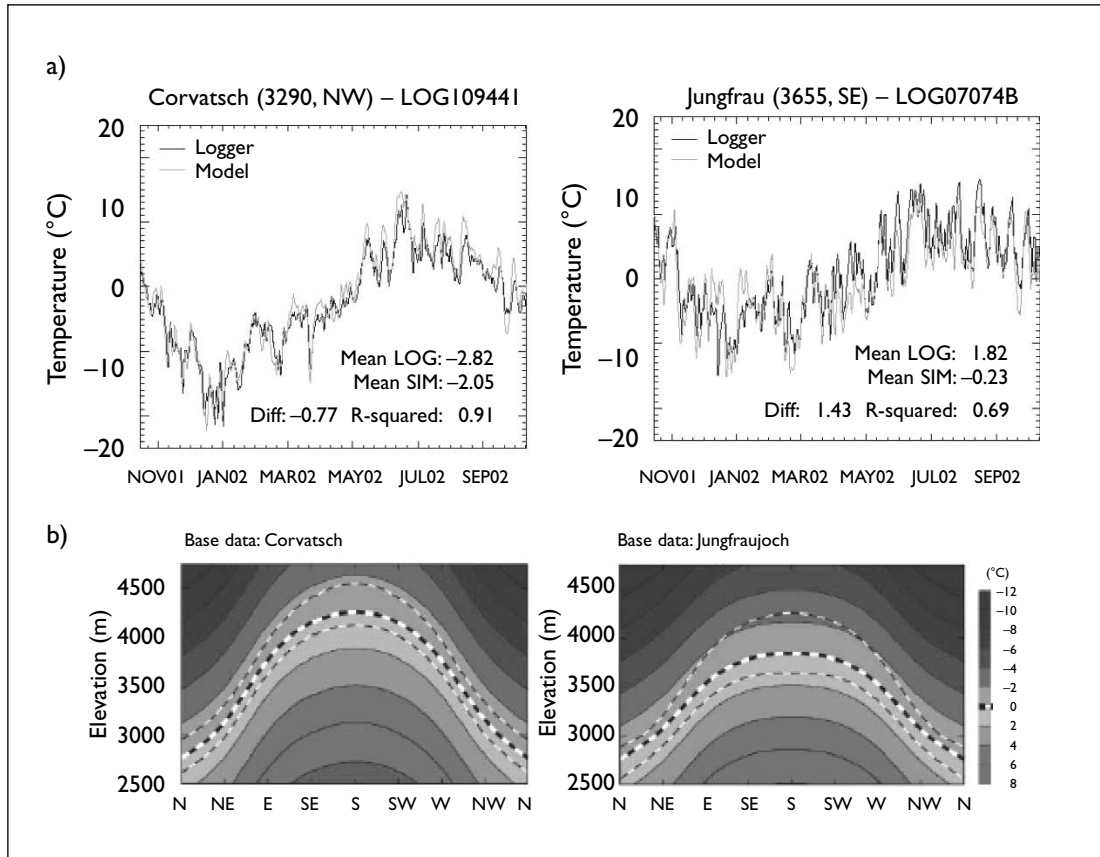 a)
Corvatsch (3290, NW) – LOG109441
Temperature (°C)
20
10
0
–10
–20
Logger
Model
Mean LOG: –2.82
Mean SIM: –2.05
Diff: –0.77 R-squared: 0.91
NOV01 JAN02 MAR02 MAY02 JUL02 SEP02
Jungfrau (3655, SE) – LOG07074B
Temperature (°C)
20
10
0
–10
–20
Logger
Model
Mean LOG: 1.82
Mean SIM: –0.23
Diff: 1.43 R-squared: 0.69
NOV01 JAN02 MAR02 MAY02 JUL02 SEP02
b)
Base data: Corvatsch
Elevation (m)
4500
4000
3500
3000
2500
N NE E SE S SW W NW N
Base data: Jungfraujoch
Elevation (m)
4500
4000
3500
3000
2500
N NE E SE S SW W NW N
(°C)
–12
–10
–8
–6
–4
–2
0
2
4
6
8